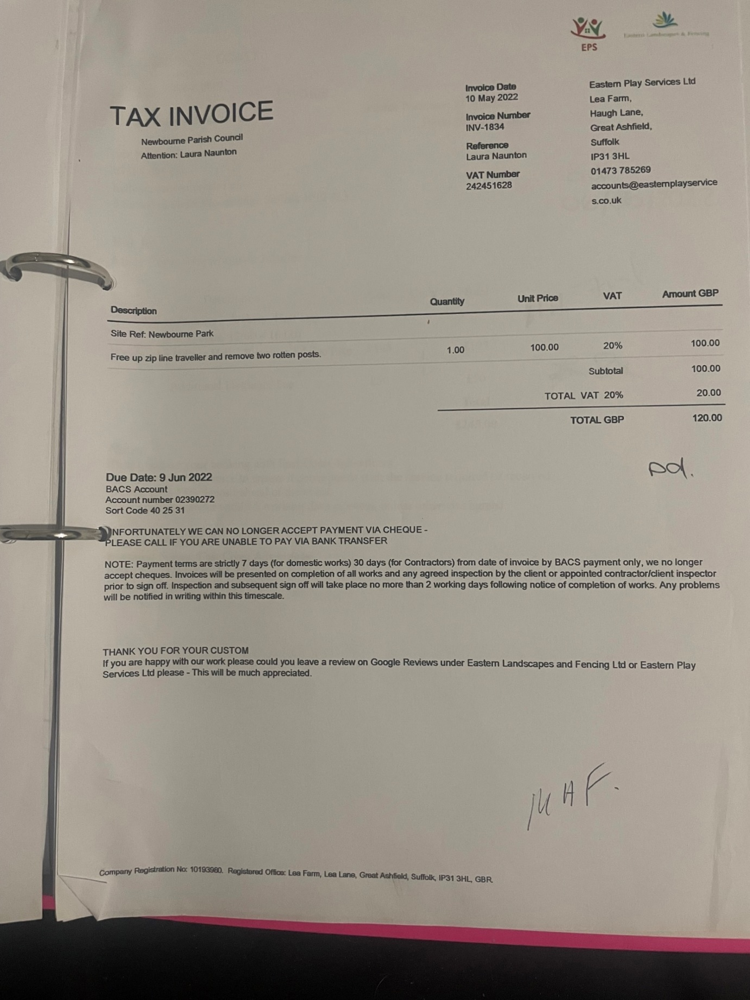 EPS
Eastern Landscapes & Fencing
TAX INVOICE
Newbourne Parish Council
Attention: Laura Naunton
Invoice Date
10 May 2022
Invoice Number
INV-1834
Reference
Laura Naunton
VAT Number
242451628
Eastern Play Services Ltd
Lea Farm,
Haugh Lane,
Great Ashfield,
Suffolk
IP31 3HL
01473 785269
accounts@easternplayservice
s.co.uk
Description Quantity Unit Price VAT Amount GBP
Site Ref: Newbourne Park
Free up zip line traveller and remove two rotten posts. 1.00 100.00 20% 100.00
Subtotal 100.00
TOTAL VAT 20% 20.00
TOTAL GBP 120.00
pd.
Due Date: 9 Jun 2022
BACS Account
Account number 02390272
Sort Code 40 25 31
NFORTUNATELY WE CAN NO LONGER ACCEPT PAYMENT VIA CHEQUE -
PLEASE CALL IF YOU ARE UNABLE TO PAY VIA BANK TRANSFER
NOTE: Payment terms are strictly 7 days (for domestic works) 30 days (for Contractors) from date of invoice by BACS payment only, we no longer
accept cheques. Invoices will be presented on completion of all works and any agreed inspection by the client or appointed contractor/client inspector
prior to sign off. Inspection and subsequent sign off will take place no more than 2 working days following notice of completion of works. Any problems
will be notified in writing within this timescale.
THANK YOU FOR YOUR CUSTOM
If you are happy with our work please could you leave a review on Google Reviews under Eastern Landscapes and Fencing Ltd or Eastern Play
Services Ltd please - This will be much appreciated.
MAF.
Company Registration No: 10193980. Registered Office: Lea Farm, Lea Lane, Great Ashfield, Suffolk, IP31 3HL, GBR.